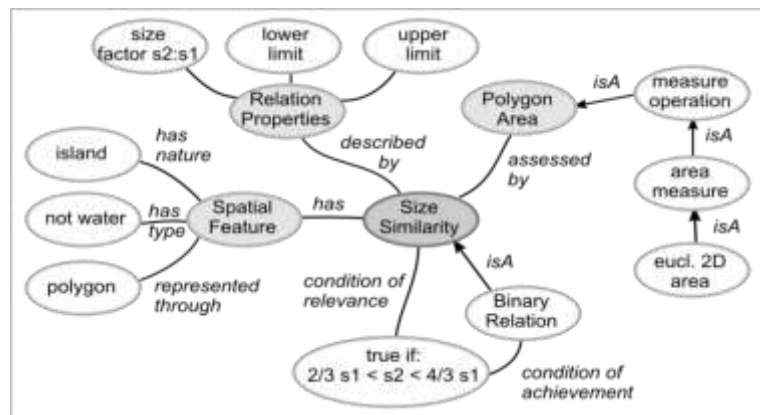 size
factor s2:s1
lower
limit
upper
limit
Relation
Properties
Polygon
Area
isA
measure
operation
has
nature
described
by
assessed
by
isA
island
area
measure
not water
has
type
Spatial
Feature
has
Size
Similarity
isA
polygon
represented
through
condition of
relevance
isA
eucl. 2D
area
Binary
Relation
true if:
2/3 s1 < s2 < 4/3 s1
condition of
achievement